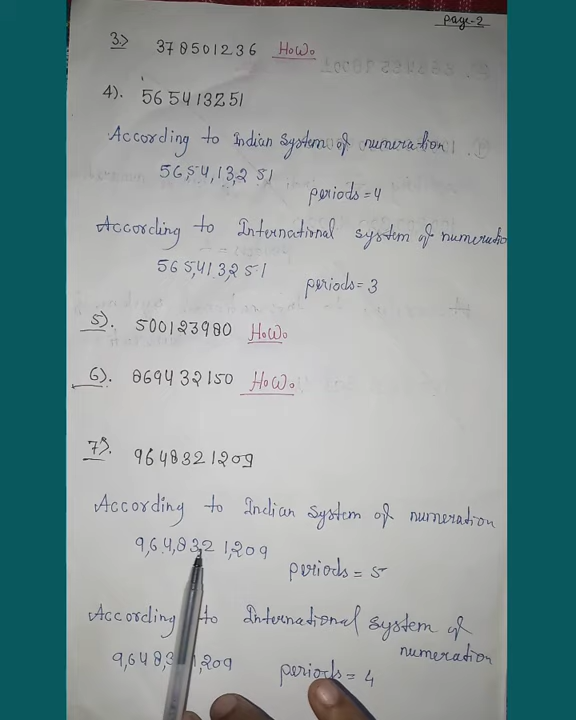 page-2
3.) 378501236 H.W.
4). 565413251
According to Indian System of numeration
56,54,13,251
periods=4
According to International system of numeratio
565,413,251
periods=3
5). 500123980 H.W.
6). 869432150 H.W.
7). 9648321209
According to Indian System of numeration
9,64,83,21,209
periods = 5
According to International System of
numeration
9,648,3 1,209
periods = 4